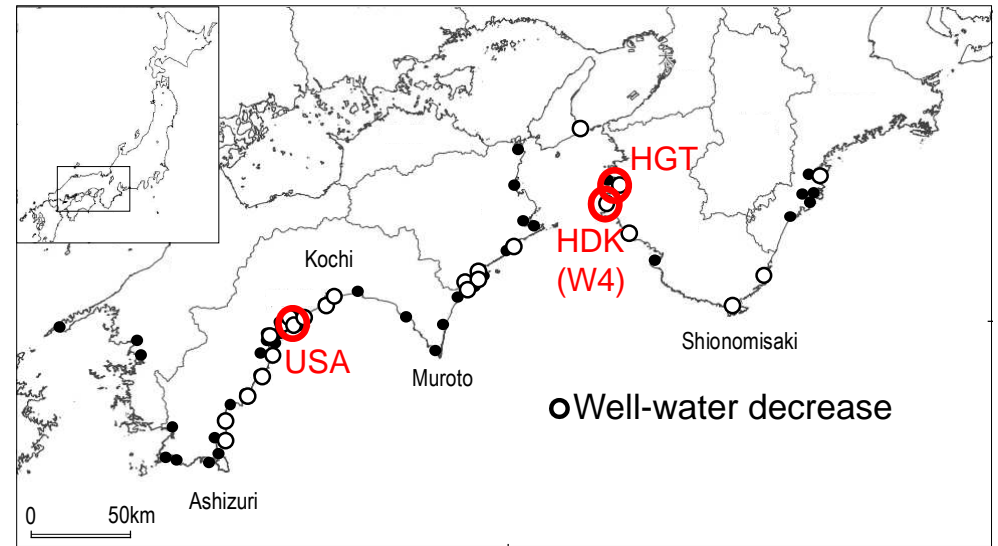 HGT
HDK
(W4)
Kochi
USA
Muroto
Shionomisaki
Well-water decrease
Ashizuri
0 50km